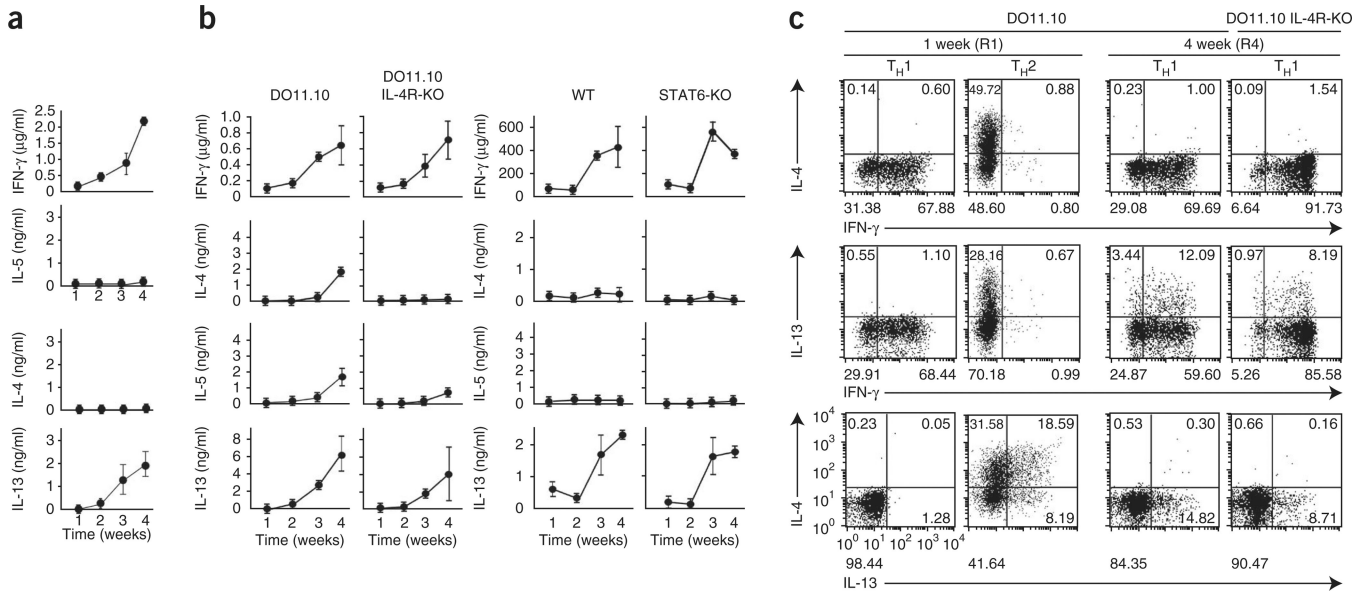 a
IFN-γ (µg/ml)
2.5
2.0
1.5
1.0
0.5
0
IL-5 (ng/ml)
3
2
1
0
1 2 3 4
IL-4 (ng/ml)
3
2
1
0
IL-13 (ng/ml)
3
2
1
0
1 2 3 4
Time (weeks)
b
DO11.10
DO11.10
IL-4R-KO
WT
STAT6-KO
IFN-γ (µg/ml)
1.0
0.8
0.6
0.4
0.2
0
IL-4 (ng/ml)
4
3
2
1
0
IL-5 (ng/ml)
4
3
2
1
0
IL-13 (ng/ml)
8
6
4
2
0
1 2 3 4
Time (weeks)
1 2 3 4
Time (weeks)
IFN-γ (µg/ml)
600
400
200
0
IL-4 (ng/ml)
2
1
0
IL-5 (ng/ml)
4
3
2
1
0
IL-13 (ng/ml)
2
1
0
1 2 3 4
Time (weeks)
1 2 3 4
Time (weeks)
c
DO11.10 DO11.10 IL-4R-KO
1 week (R1) 4 week (R4)
TH1 TH2 TH1 TH1
IL-4
0.14 0.60 49.72 0.88 0.23 1.00 0.09 1.54
31.38 67.88 48.60 0.80 29.08 69.69 6.64 91.73
IFN-γ
IL-13
0.55 1.10 28.16 0.67 3.44 12.09 0.97 8.19
29.91 68.44 70.18 0.99 24.87 59.60 5.26 85.58
IFN-γ
IL-4
10⁴
10³
10²
10¹
10⁰
0.23 0.05 31.58 18.59 0.53 0.30 0.66 0.16
1.28 8.19 14.82 8.71
10⁰ 10¹ 10² 10³ 10⁴
98.44 41.64 84.35 90.47
IL-13